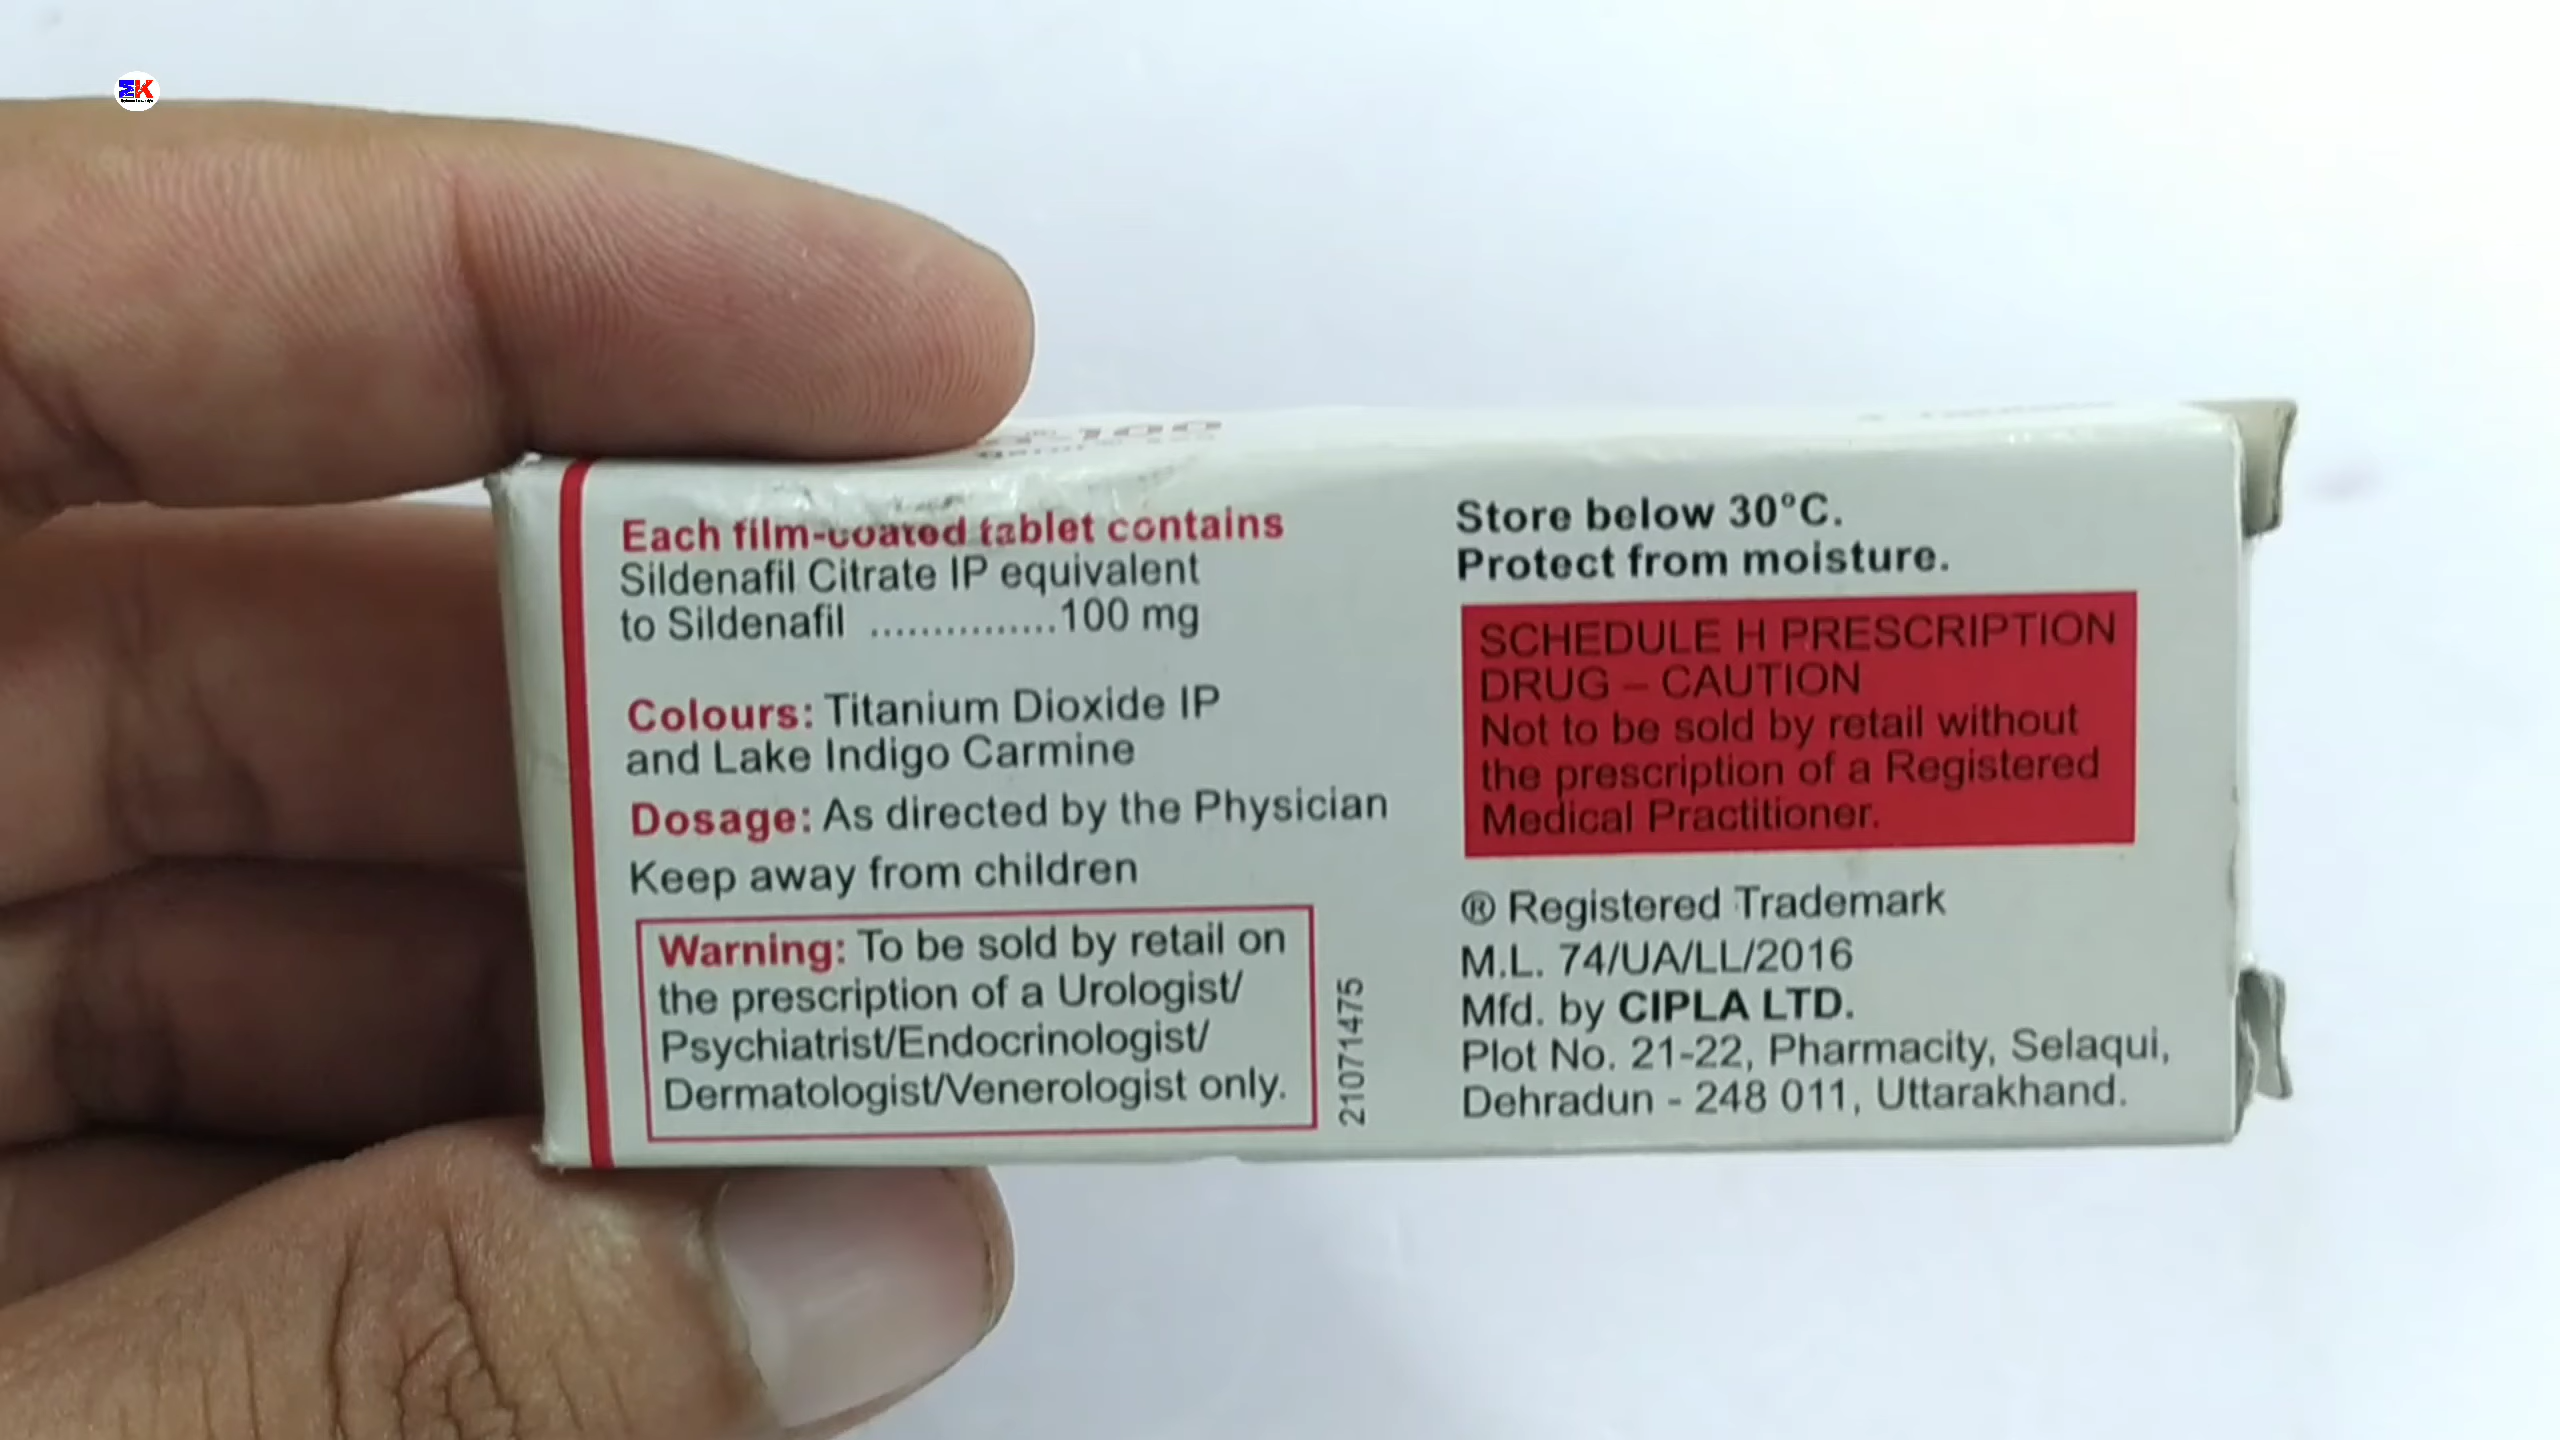 MK
-100
Each film-coated tablet contains
Sildenafil Citrate IP equivalent
to Sildenafil ...............100 mg
Colours: Titanium Dioxide IP
and Lake Indigo Carmine
Dosage: As directed by the Physician
Keep away from children
Warning: To be sold by retail on
the prescription of a Urologist/
Psychiatrist/Endocrinologist/
Dermatologist/Venerologist only.
21071475
Store below 30°C.
Protect from moisture.
SCHEDULE H PRESCRIPTION
DRUG – CAUTION
Not to be sold by retail without
the prescription of a Registered
Medical Practitioner.
® Registered Trademark
M.L. 74/UA/LL/2016
Mfd. by CIPLA LTD.
Plot No. 21-22, Pharmacity, Selaqui,
Dehradun - 248 011, Uttarakhand.